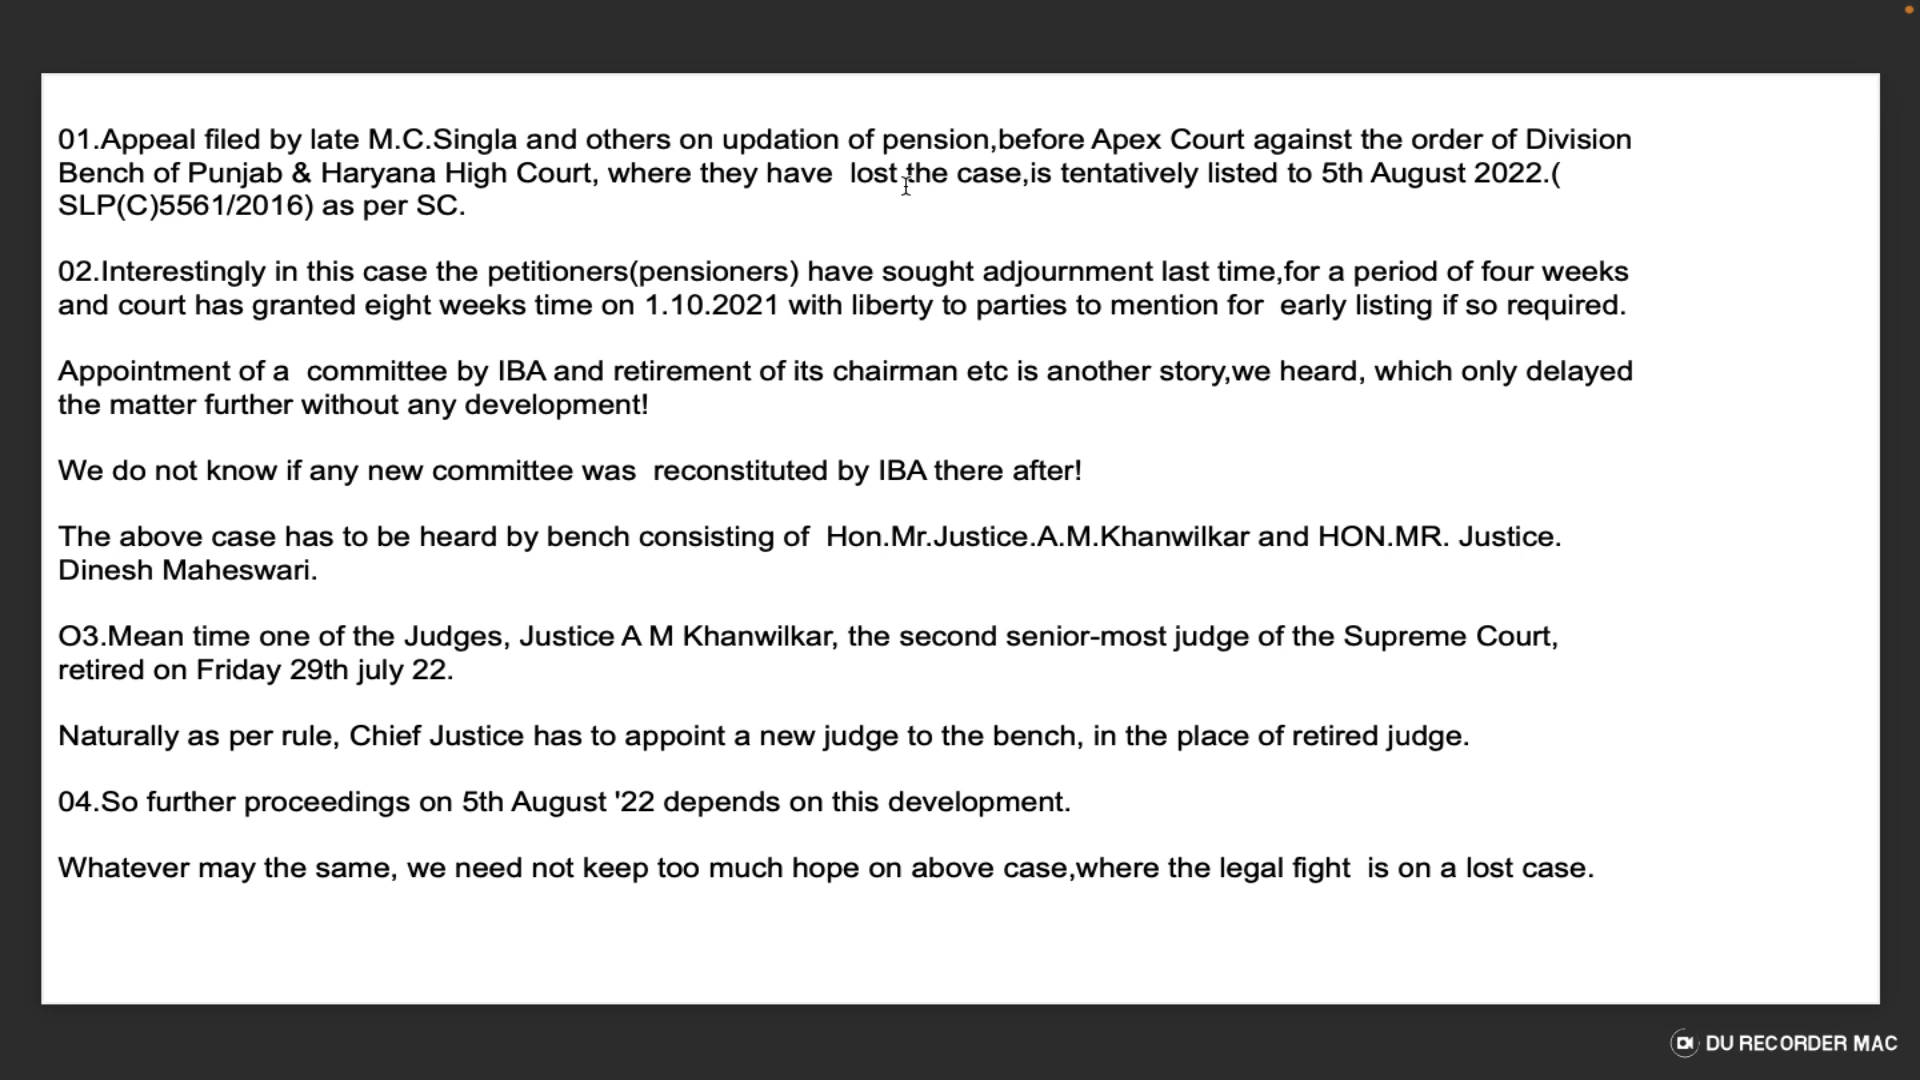 01.Appeal filed by late M.C.Singla and others on updation of pension,before Apex Court against the order of Division
Bench of Punjab & Haryana High Court, where they have  lost the case,is tentatively listed to 5th August 2022.(
SLP(C)5561/2016) as per SC.
02.Interestingly in this case the petitioners(pensioners) have sought adjournment last time,for a period of four weeks
and court has granted eight weeks time on 1.10.2021 with liberty to parties to mention for  early listing if so required.
Appointment of a  committee by IBA and retirement of its chairman etc is another story,we heard, which only delayed
the matter further without any development!
We do not know if any new committee was  reconstituted by IBA there after!
The above case has to be heard by bench consisting of  Hon.Mr.Justice.A.M.Khanwilkar and HON.MR. Justice.
Dinesh Maheswari.
O3.Mean time one of the Judges, Justice A M Khanwilkar, the second senior-most judge of the Supreme Court,
retired on Friday 29th july 22.
Naturally as per rule, Chief Justice has to appoint a new judge to the bench, in the place of retired judge.
04.So further proceedings on 5th August '22 depends on this development.
Whatever may the same, we need not keep too much hope on above case,where the legal fight  is on a lost case.
DU RECORDER MAC